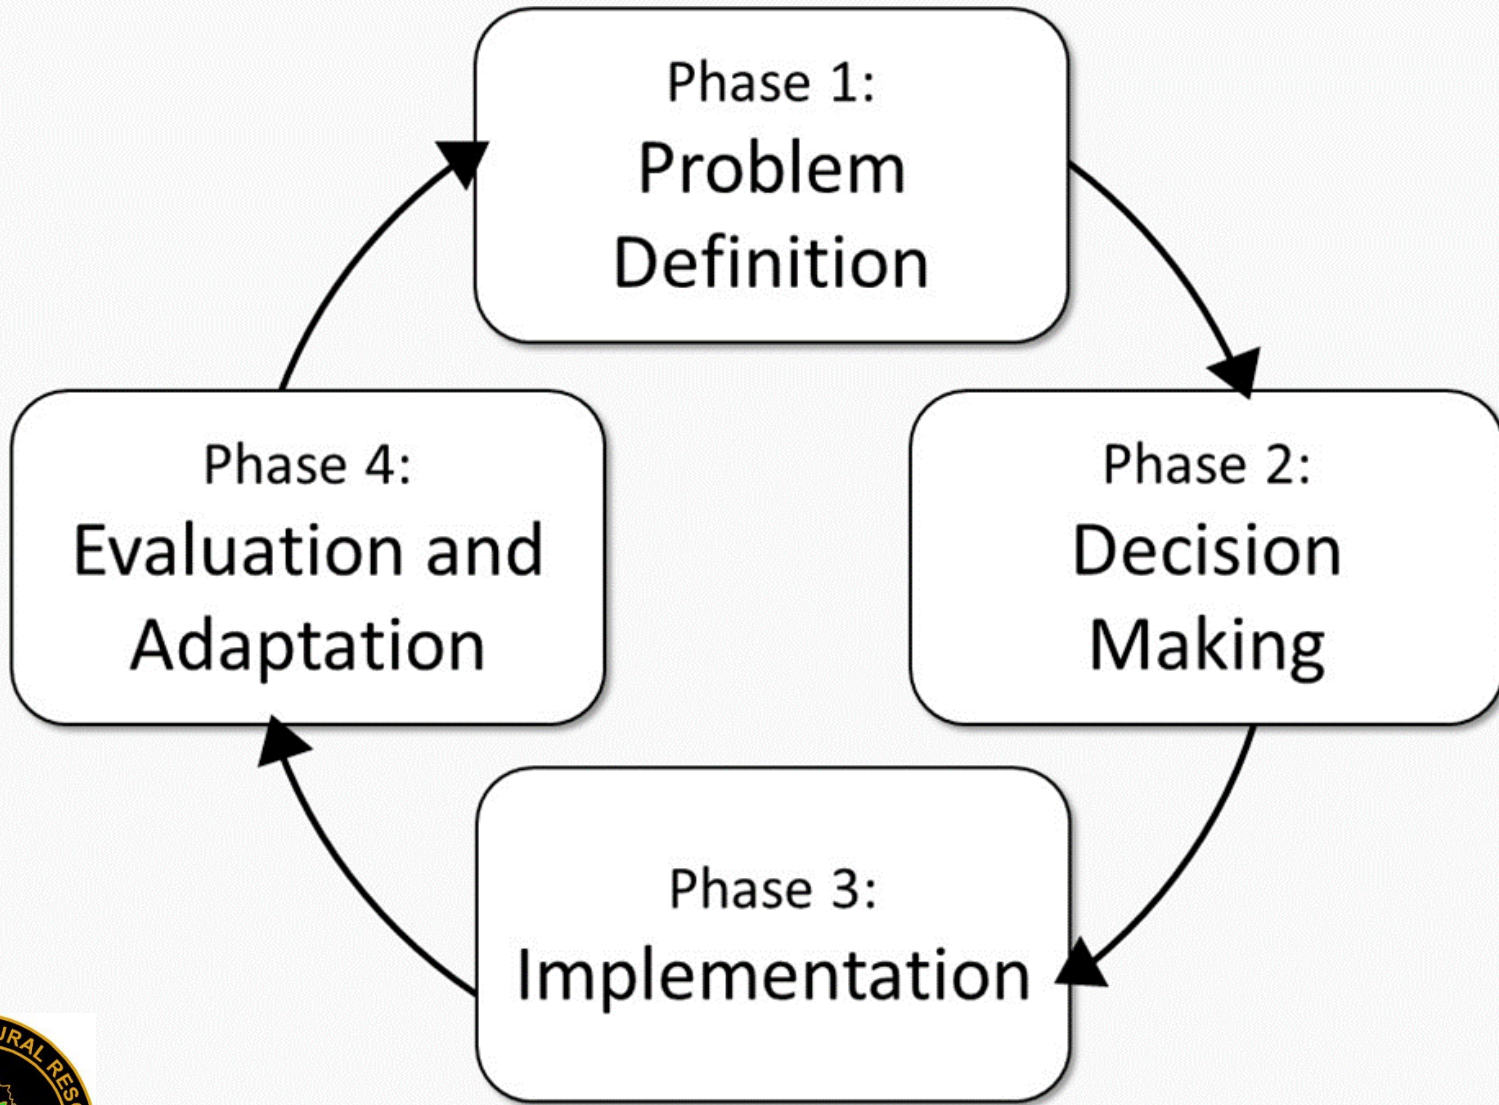 Phase 1:
Problem
Definition
Phase 2:
Decision
Making
Phase 3:
Implementation
Phase 4:
Evaluation and
Adaptation